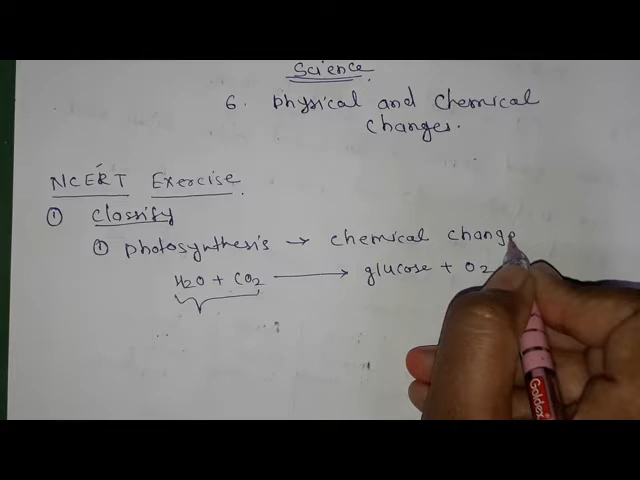 Science.
6. Physical and Chemical
Changes.
NCERT Exercise.
① Classify
① Photosynthesis → Chemical change
H2O + CO2 → glucose + O2
Goldex